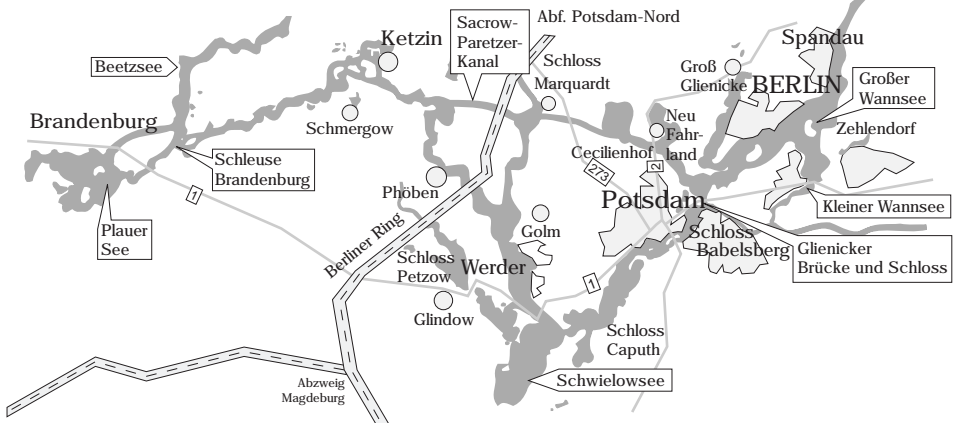 Abf. Potsdam-Nord
Sacrow-
Paretzer-
Kanal
Ketzin
Spandau
Beetzsee
Schloss
Marquardt
Groß
Glienicke
BERLIN
Großer
Wannsee
Brandenburg
Schmergow
Neu
Fahr-
land
Zehlendorf
Cecilienhof
Schleuse
Brandenburg
273
2
1
Phöben
Potsdam
Kleiner Wannsee
Plauer
See
Berliner Ring
Golm
Schloss
Babelsberg
Glienicker
Brücke und Schloss
Schloss
Petzow
Werder
1
Glindow
Schloss
Caputh
Abzweig
Magdeburg
Schwielowsee